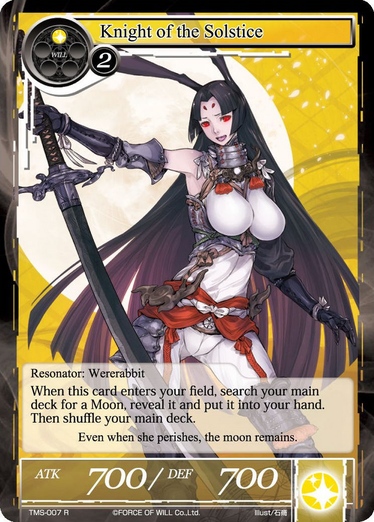 Knight of the Solstice
WILL
2
Resonator: Wererabbit
When this card enters your field, search your main
deck for a Moon, reveal it and put it into your hand.
Then shuffle your main deck.
Even when she perishes, the moon remains.
ATK 700/ DEF 700
TMS-007 R ©FORCE OF WILL Co.,Ltd. Illust/石橋